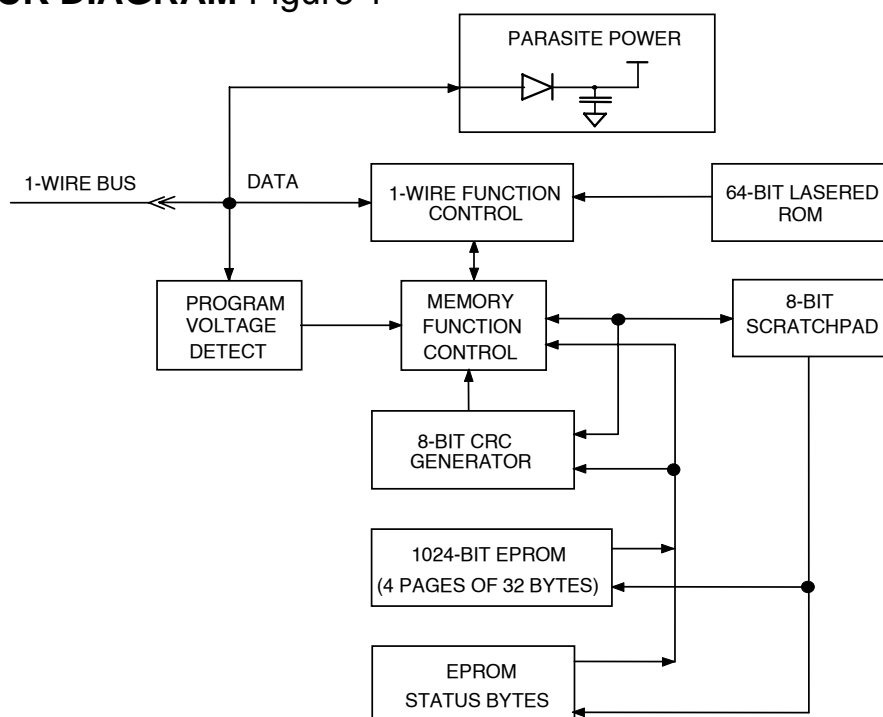 DIAGRAM Figure 1
PARASITE POWER
1-WIRE BUS
DATA
1-WIRE FUNCTION
CONTROL
64-BIT LASERED
ROM
PROGRAM
VOLTAGE
DETECT
MEMORY
FUNCTION
CONTROL
8-BIT
SCRATCHPAD
8-BIT CRC
GENERATOR
1024-BIT EPROM
(4 PAGES OF 32 BYTES)
EPROM
STATUS BYTES